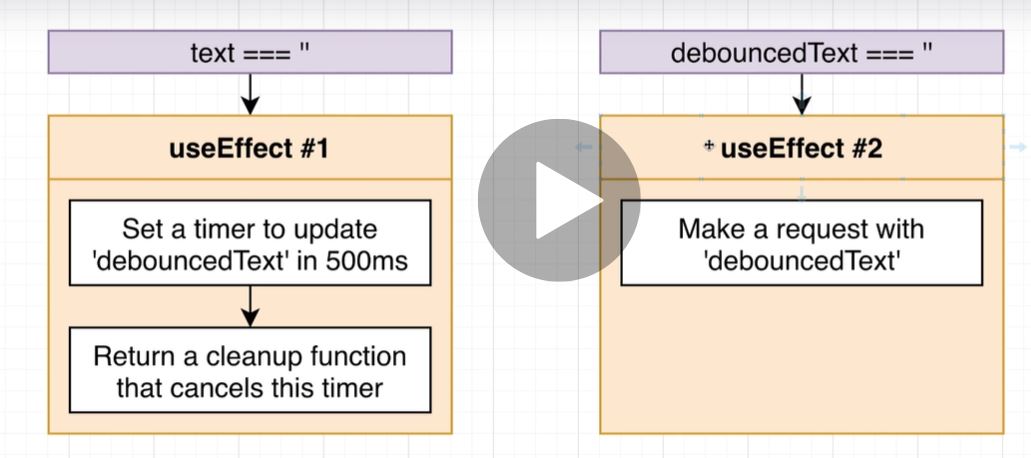 text === ''
useEffect #1
Set a timer to update
'debouncedText' in 500ms
Return a cleanup function
that cancels this timer
debouncedText === ''
useEffect #2
Make a request with
'debouncedText'